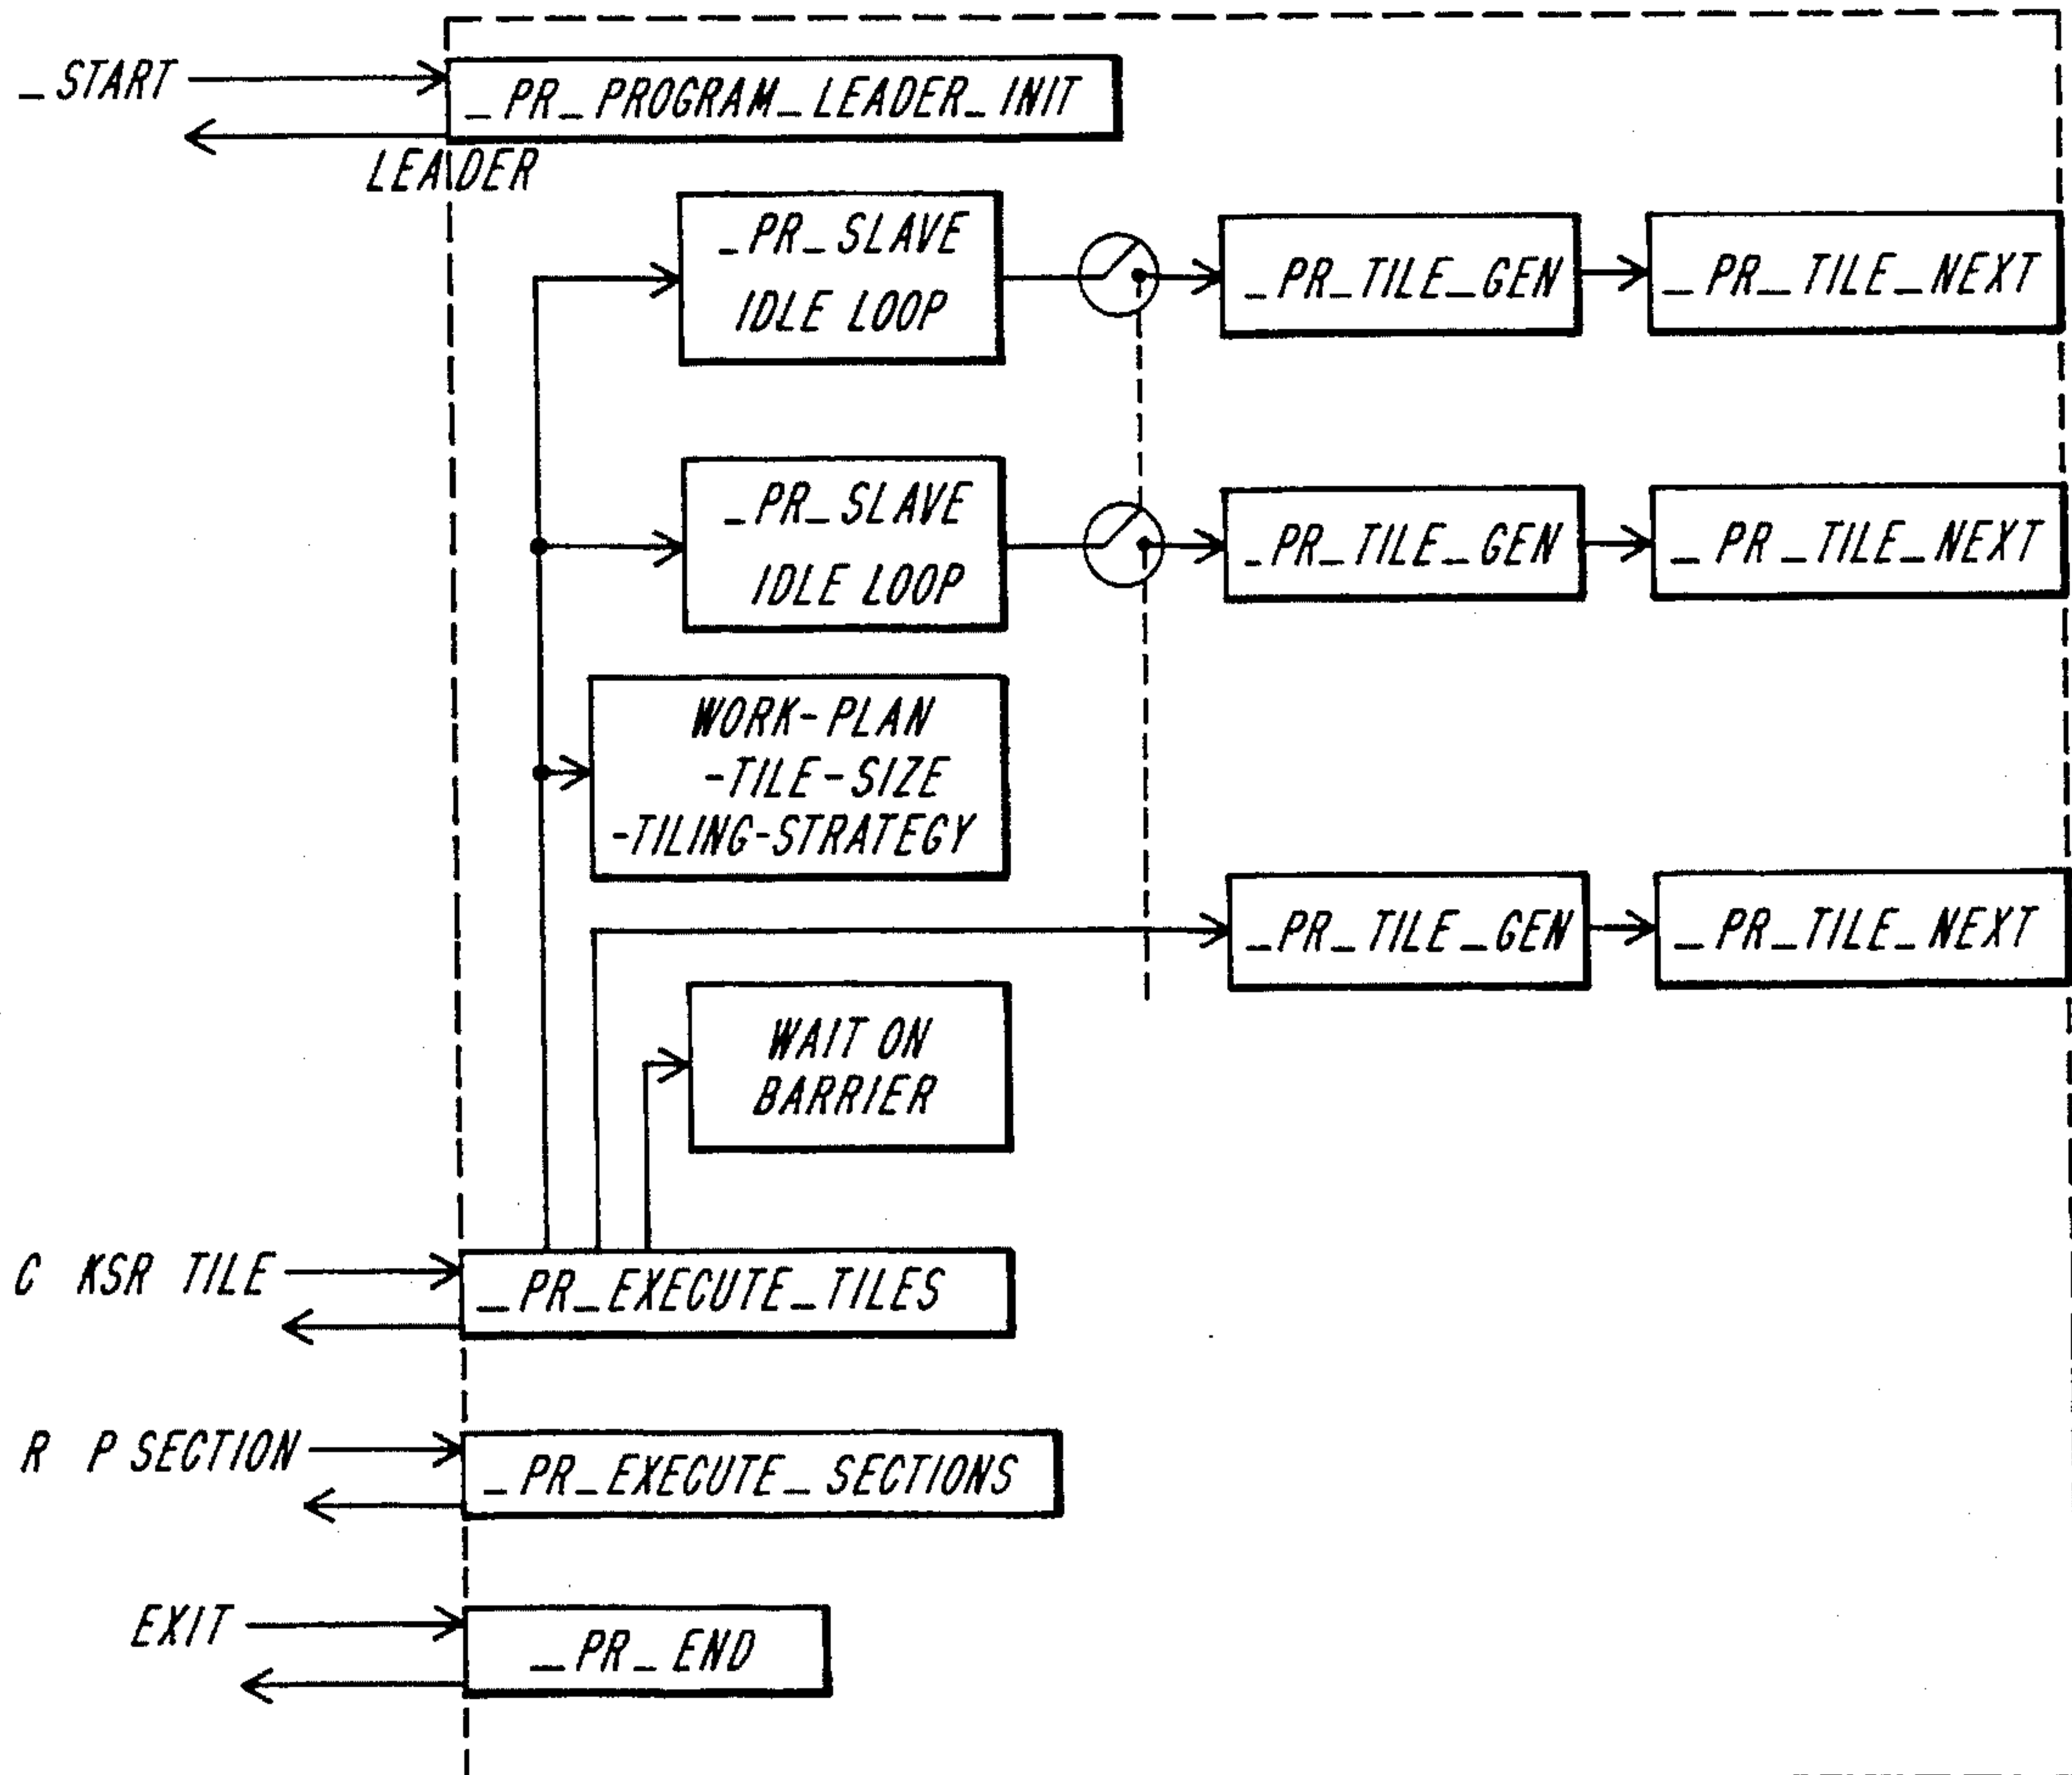 _START
_PR_PROGRAM_LEADER_INIT
LEADER
_PR_SLAVE
IDLE LOOP
_PR_TILE_GEN
_PR_TILE_NEXT
_PR_SLAVE
IDLE LOOP
_PR_TILE_GEN
_PR_TILE_NEXT
WORK-PLAN
-TILE-SIZE
-TILING-STRATEGY
_PR_TILE_GEN
_PR_TILE_NEXT
WAIT ON
BARRIER
C KSR TILE
_PR_EXECUTE_TILES
R P SECTION
_PR_EXECUTE_SECTIONS
EXIT
_PR_END